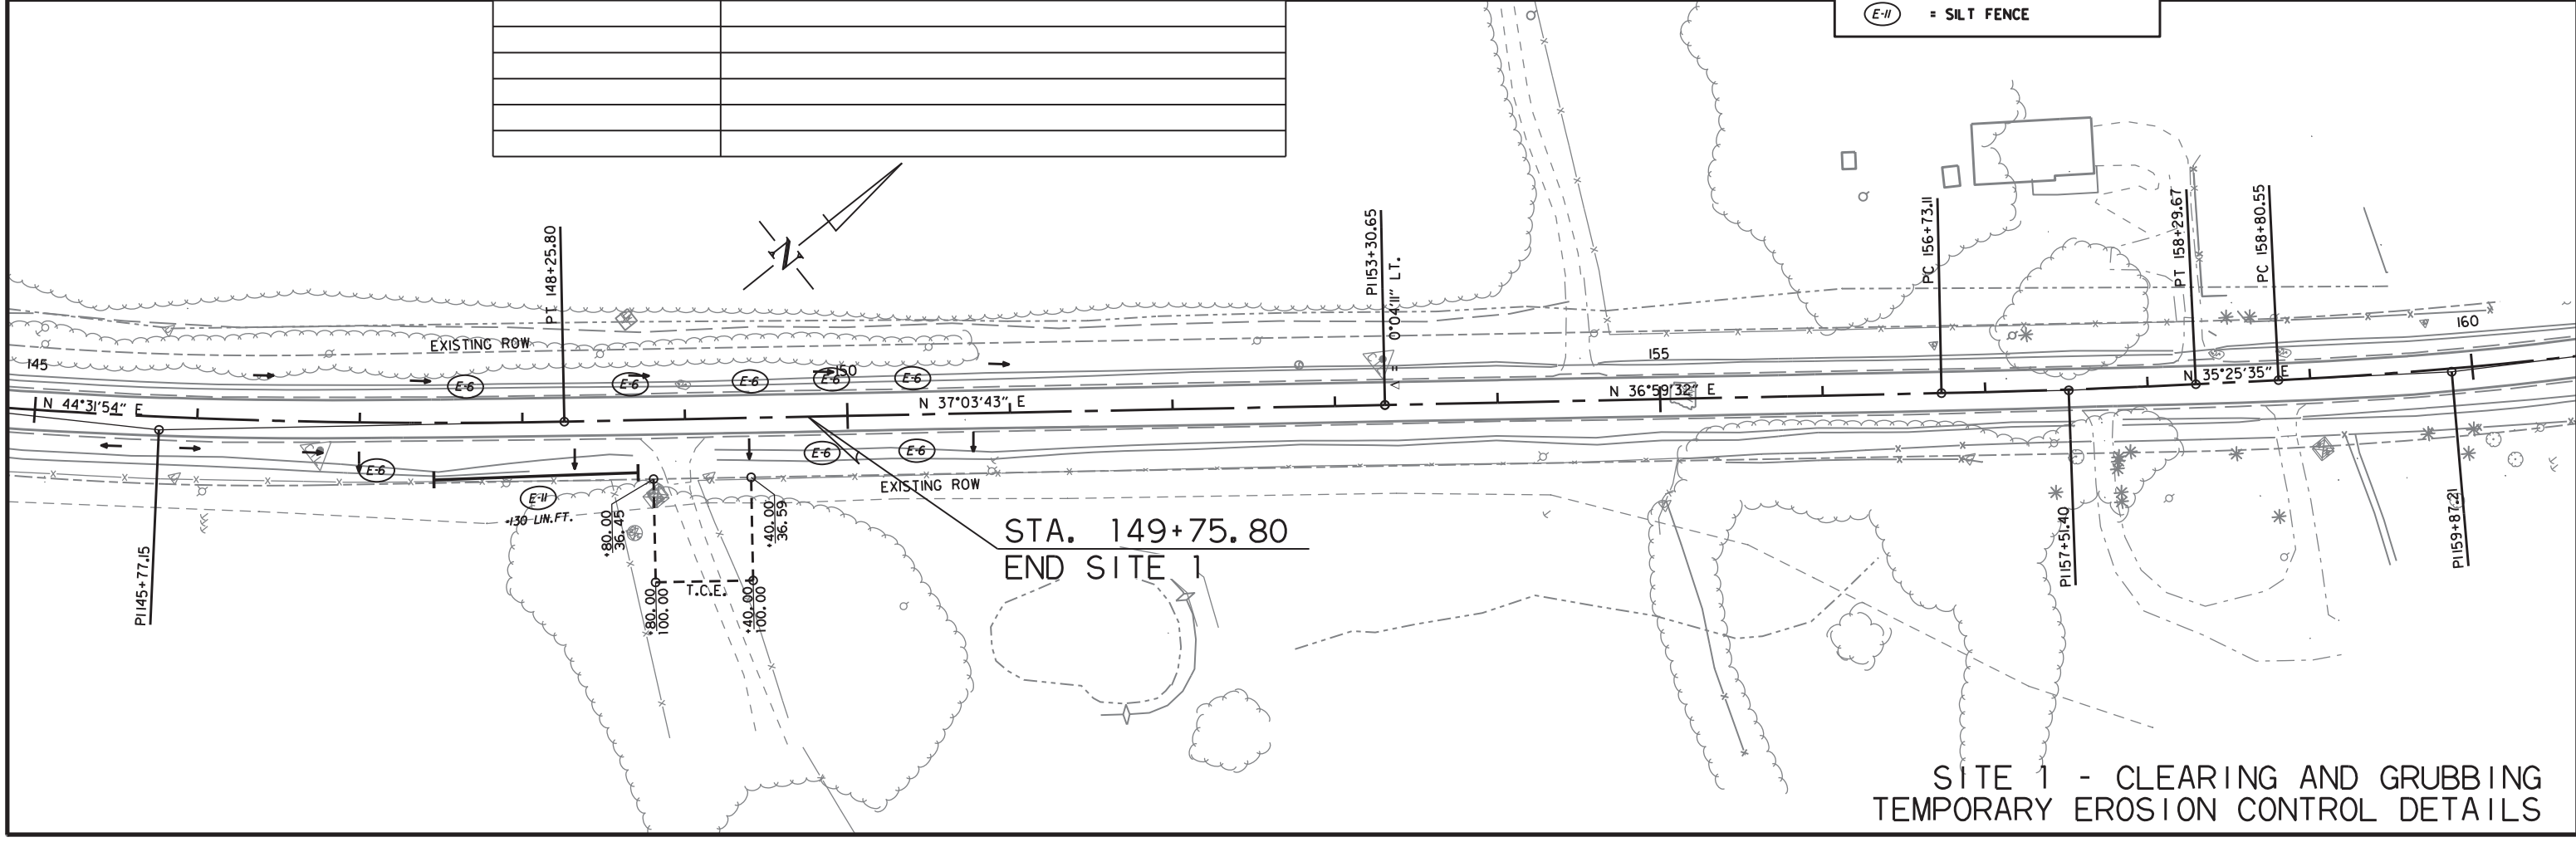 E-11 = SILT FENCE
PT 148+25.80
PI 153+30.65
Δ = 0°04'11" LT.
PC 156+73.11
PT 158+29.67
PC 158+80.55
N
EXISTING ROW
145
150
155
160
E-6
E-6
E-6
E-6
E-6
N 44°31'54" E
N 37°03'43" E
N 36°59'32" E
N 35°25'35" E
E-6
E-6
E-6
EXISTING ROW
E-11
+130 LIN.FT.
+80.00
36.45
+40.00
36.59
STA. 149+75.80
END SITE 1
PI 145+77.15
+80.00
100.00
T.C.E.
+40.00
100.00
PI 157+51.40
PI 159+87.21
SITE 1 - CLEARING AND GRUBBING
TEMPORARY EROSION CONTROL DETAILS